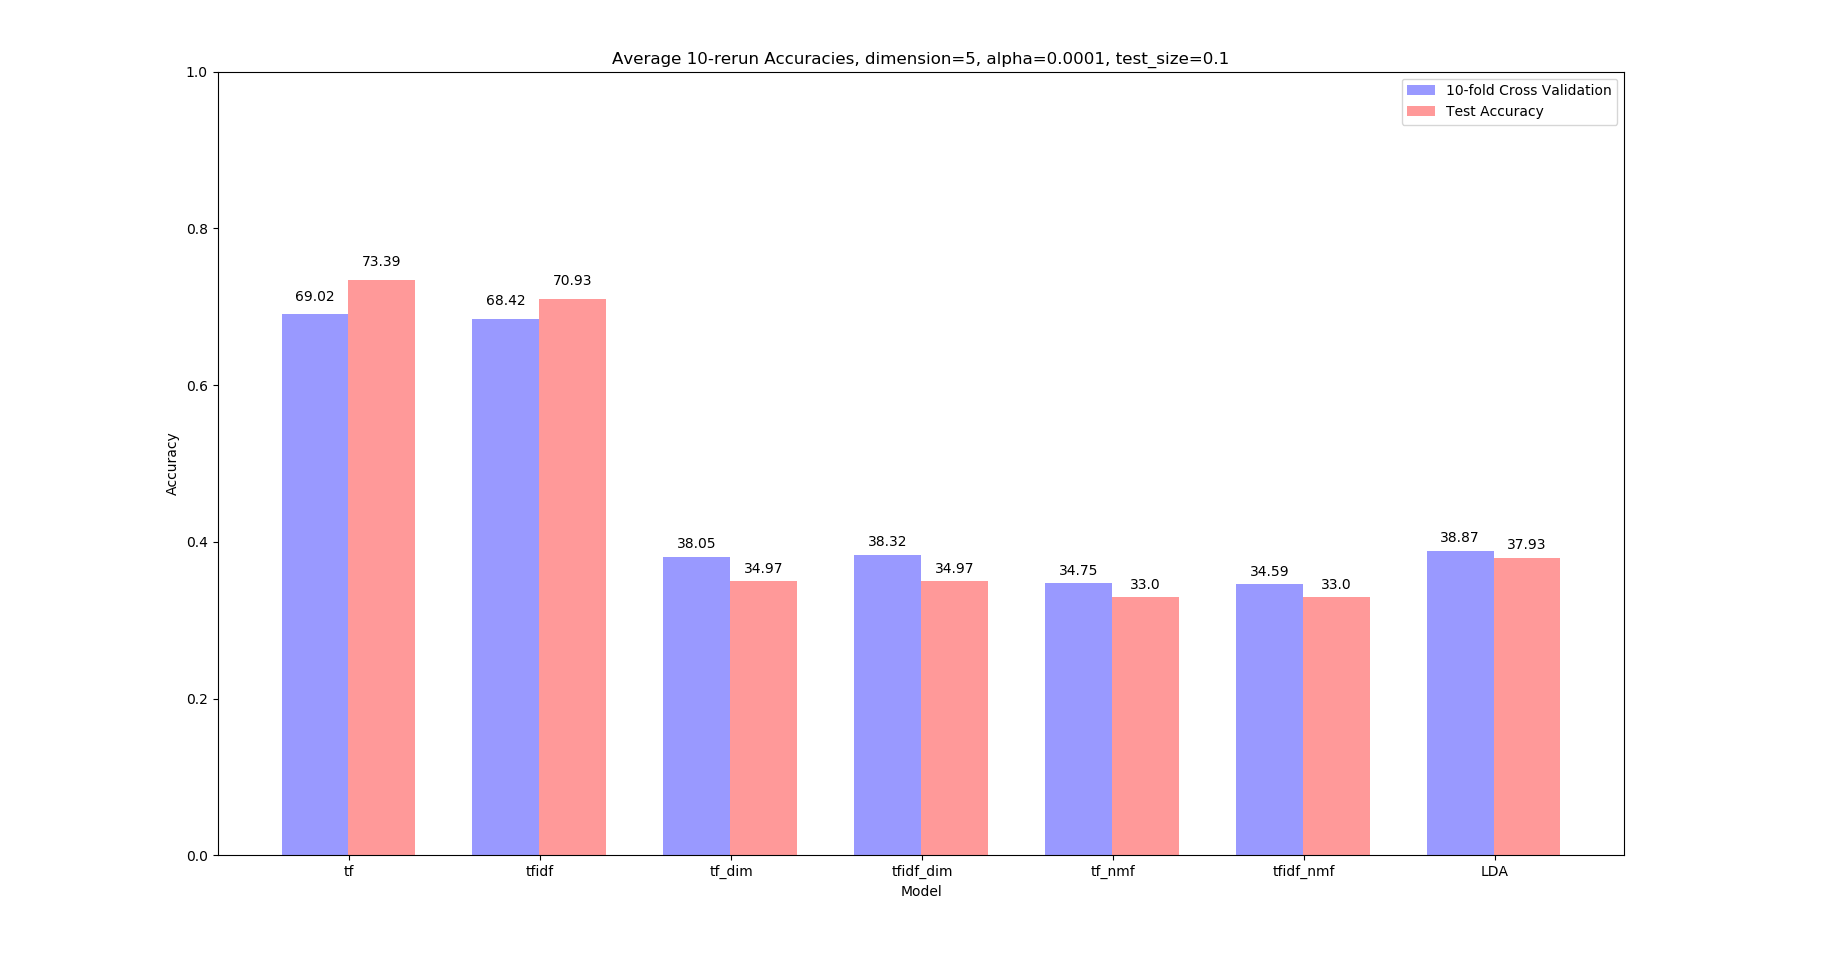 Average 10-rerun Accuracies, dimension=5, alpha=0.0001, test_size=0.1
10-fold Cross Validation
Test Accuracy
Accuracy
1.0
0.8
0.6
0.4
0.2
0.0
69.02
73.39
68.42
70.93
38.05
34.97
38.32
34.97
34.75
33.0
34.59
33.0
38.87
37.93
tf
tfidf
tf_dim
tfidf_dim
tf_nmf
tfidf_nmf
LDA
Model